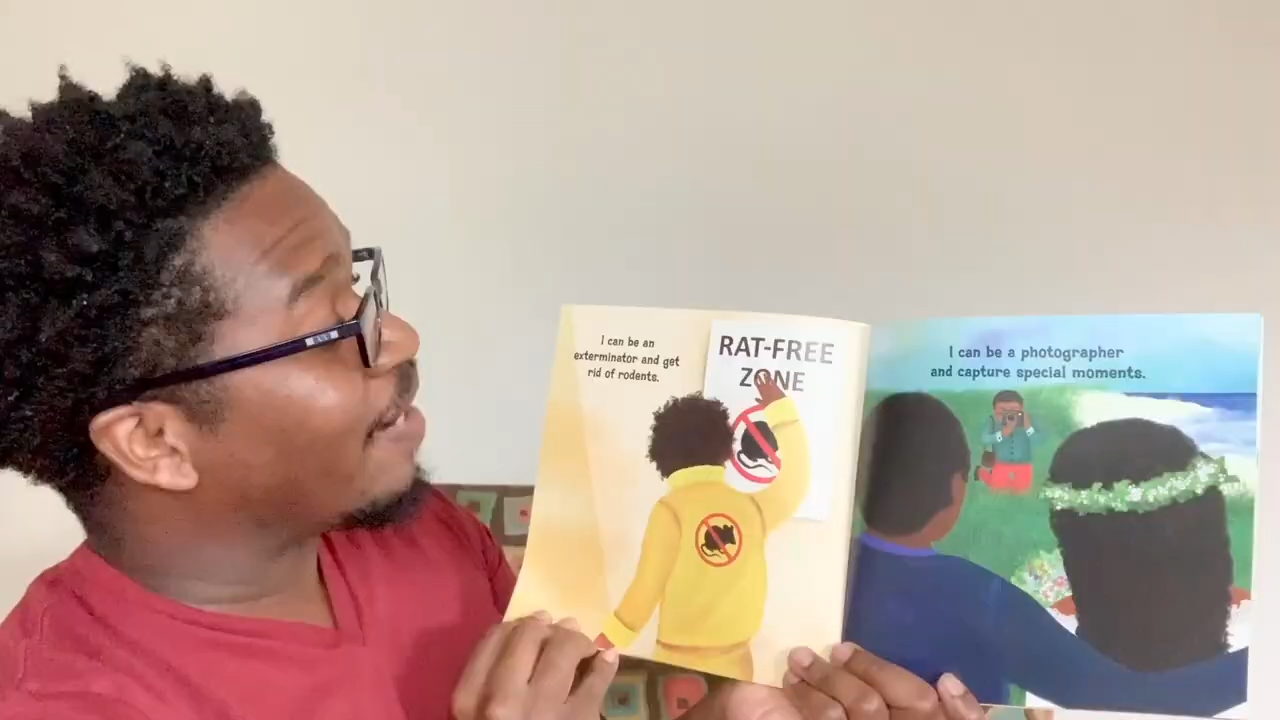 I can be an
exterminator and get
rid of rodents.
RAT-FREE
ZONE
I can be a photographer
and capture special moments.